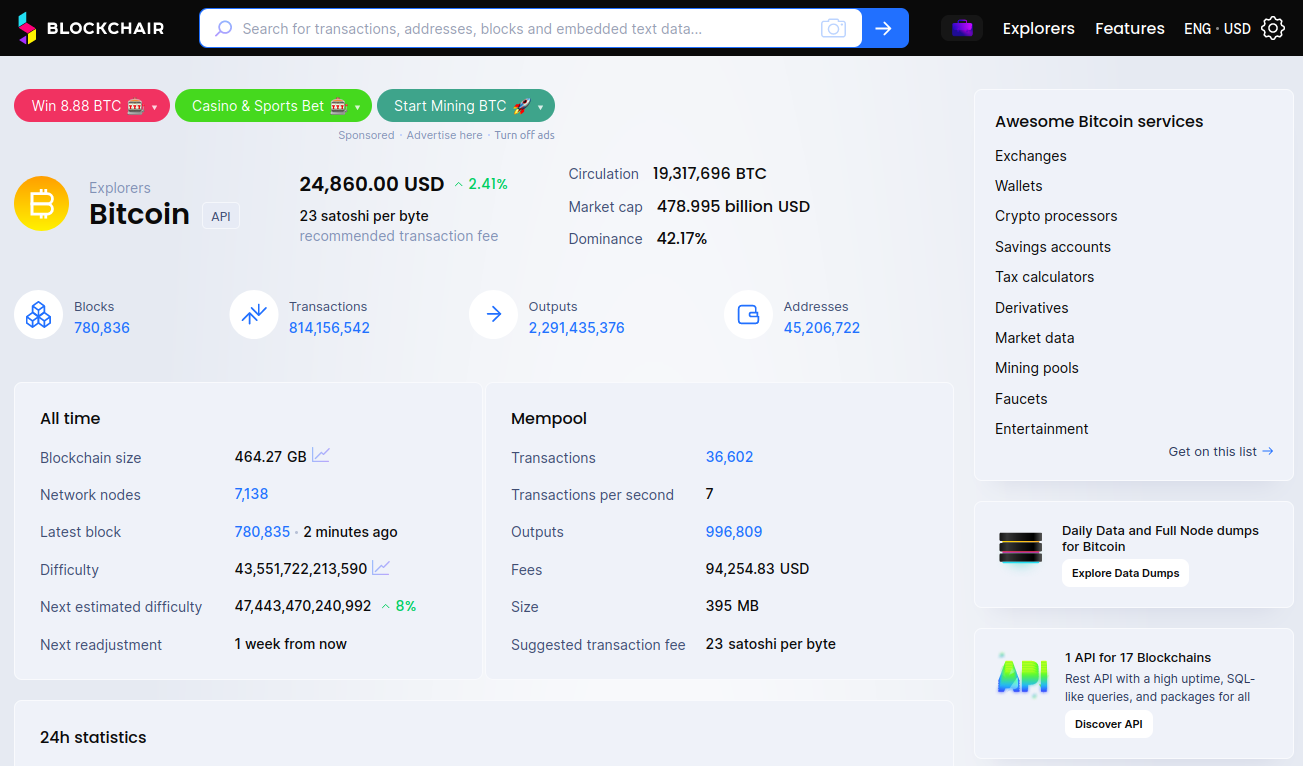 BLOCKCHAIR
Search for transactions, addresses, blocks and embedded text data...
Explorers
Features
ENG · USD
Win 8.88 BTC 🎰 ▾
Casino & Sports Bet 🎰 ▾
Start Mining BTC 🚀 ▾
Sponsored · Advertise here · Turn off ads
Explorers
Bitcoin API
24,860.00 USD 2.41%
23 satoshi per byte
recommended transaction fee
Circulation 19,317,696 BTC
Market cap 478.995 billion USD
Dominance 42.17%
Blocks
780,836
Transactions
814,156,542
Outputs
2,291,435,376
Addresses
45,206,722
All time
Blockchain size 464.27 GB
Network nodes 7,138
Latest block 780,835 · 2 minutes ago
Difficulty 43,551,722,213,590
Next estimated difficulty 47,443,470,240,992 8%
Next readjustment 1 week from now
Mempool
Transactions 36,602
Transactions per second 7
Outputs 996,809
Fees 94,254.83 USD
Size 395 MB
Suggested transaction fee 23 satoshi per byte
24h statistics
Awesome Bitcoin services
Exchanges
Wallets
Crypto processors
Savings accounts
Tax calculators
Derivatives
Market data
Mining pools
Faucets
Entertainment
Get on this list →
Daily Data and Full Node dumps
for Bitcoin
Explore Data Dumps
API
1 API for 17 Blockchains
Rest API with a high uptime, SQL-
like queries, and packages for all
Discover API